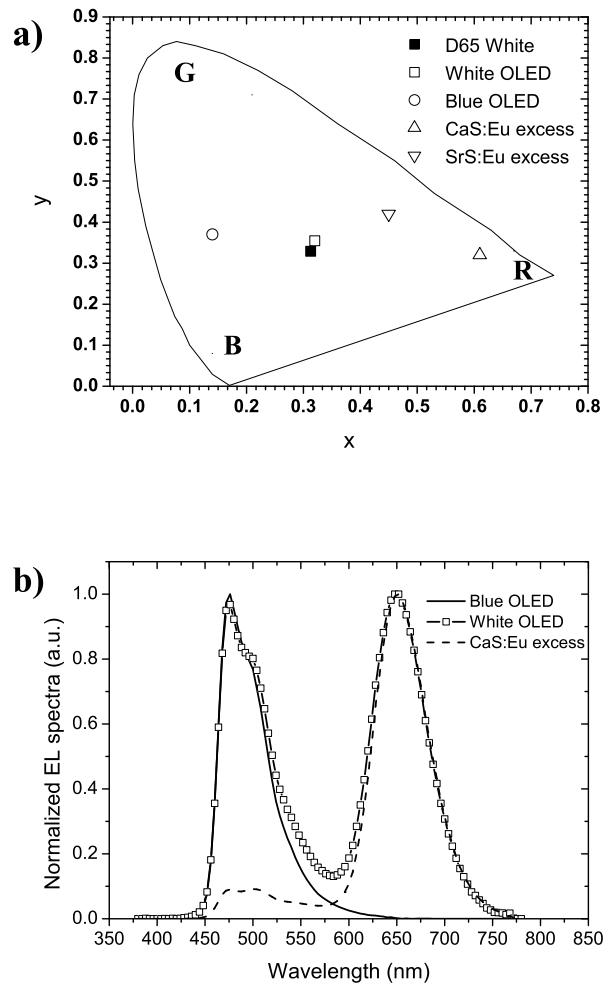 a)
0.9
0.8
0.7
0.6
0.5
0.4
0.3
0.2
0.1
0.0
y
G
B
R
D65 White
White OLED
Blue OLED
CaS:Eu excess
SrS:Eu excess
0.0 0.1 0.2 0.3 0.4 0.5 0.6 0.7 0.8
x
b)
1.0
0.8
0.6
0.4
0.2
0.0
Normalized EL spectra (a.u.)
Blue OLED
White OLED
CaS:Eu excess
350 400 450 500 550 600 650 700 750 800 850
Wavelength (nm)